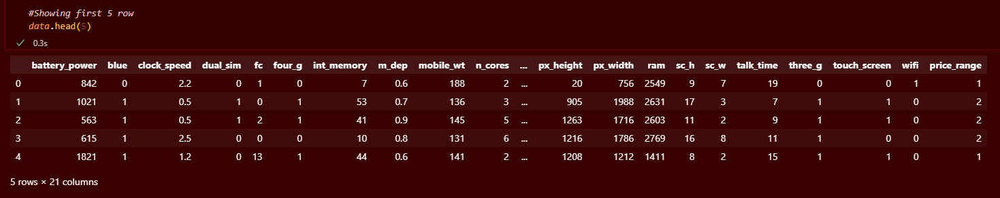 #Showing first 5 row
data.head(5)
0.3s
battery_power blue clock_speed dual_sim fc four_g int_memory m_dep mobile_wt n_cores ... px_height px_width ram sc_h sc_w talk_time three_g touch_screen wifi price_range
0 842 0 2.2 0 1 0 7 0.6 188 2 ... 20 756 2549 9 7 19 0 0 1 1
1 1021 1 0.5 1 0 1 53 0.7 136 3 ... 905 1988 2631 17 3 7 1 1 0 2
2 563 1 0.5 1 2 1 41 0.9 145 5 ... 1263 1716 2603 11 2 9 1 1 0 2
3 615 1 2.5 0 0 0 10 0.8 131 6 ... 1216 1786 2769 16 8 11 1 0 0 2
4 1821 1 1.2 0 13 1 44 0.6 141 2 ... 1208 1212 1411 8 2 15 1 1 0 1
5 rows × 21 columns